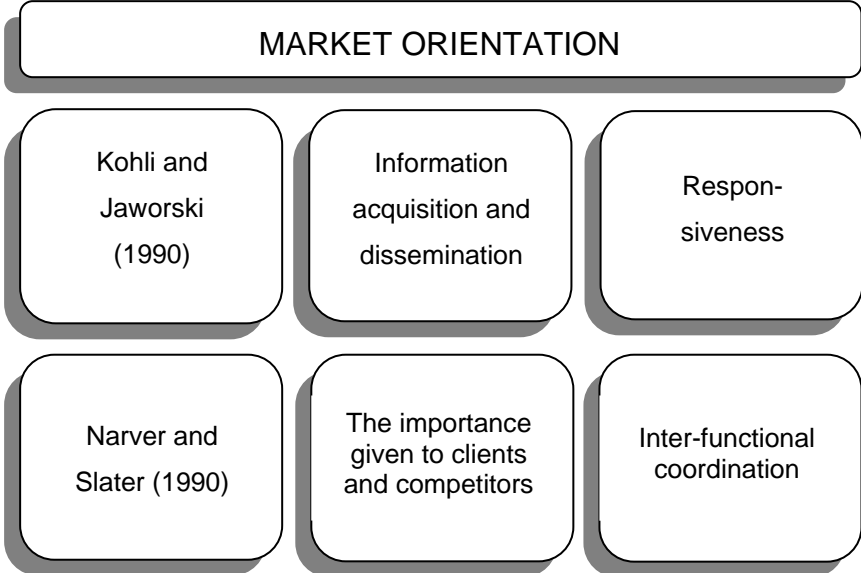 MARKET ORIENTATION
Kohli and
Jaworski
(1990)
Information
acquisition and
dissemination
Respon-
siveness
Narver and
Slater (1990)
The importance
given to clients
and competitors
Inter-functional
coordination